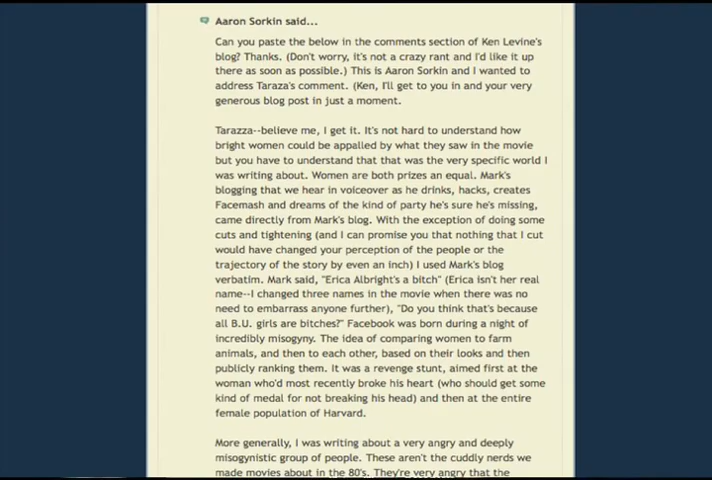 Aaron Sorkin said...
Can you paste the below in the comments section of Ken Levine's
blog? Thanks. (Don't worry, it's not a crazy rant and I'd like it up
there as soon as possible.) This is Aaron Sorkin and I wanted to
address Taraza's comment. (Ken, I'll get to you in and your very
generous blog post in just a moment.
Tarazza--believe me, I get it. It's not hard to understand how
bright women could be appalled by what they saw in the movie
but you have to understand that that was the very specific world I
was writing about. Women are both prizes an equal. Mark's
blogging that we hear in voiceover as he drinks, hacks, creates
Facemash and dreams of the kind of party he's sure he's missing,
came directly from Mark's blog. With the exception of doing some
cuts and tightening (and I can promise you that nothing that I cut
would have changed your perception of the people or the
trajectory of the story by even an inch) I used Mark's blog
verbatim. Mark said, "Erica Albright's a bitch" (Erica isn't her real
name--I changed three names in the movie when there was no
need to embarrass anyone further), "Do you think that's because
all B.U. girls are bitches?" Facebook was born during a night of
incredibly misogyny. The idea of comparing women to farm
animals, and then to each other, based on their looks and then
publicly ranking them. It was a revenge stunt, aimed first at the
woman who'd most recently broke his heart (who should get some
kind of medal for not breaking his head) and then at the entire
female population of Harvard.
More generally, I was writing about a very angry and deeply
misogynistic group of people. These aren't the cuddly nerds we
made movies about in the 80's. They're very angry that the